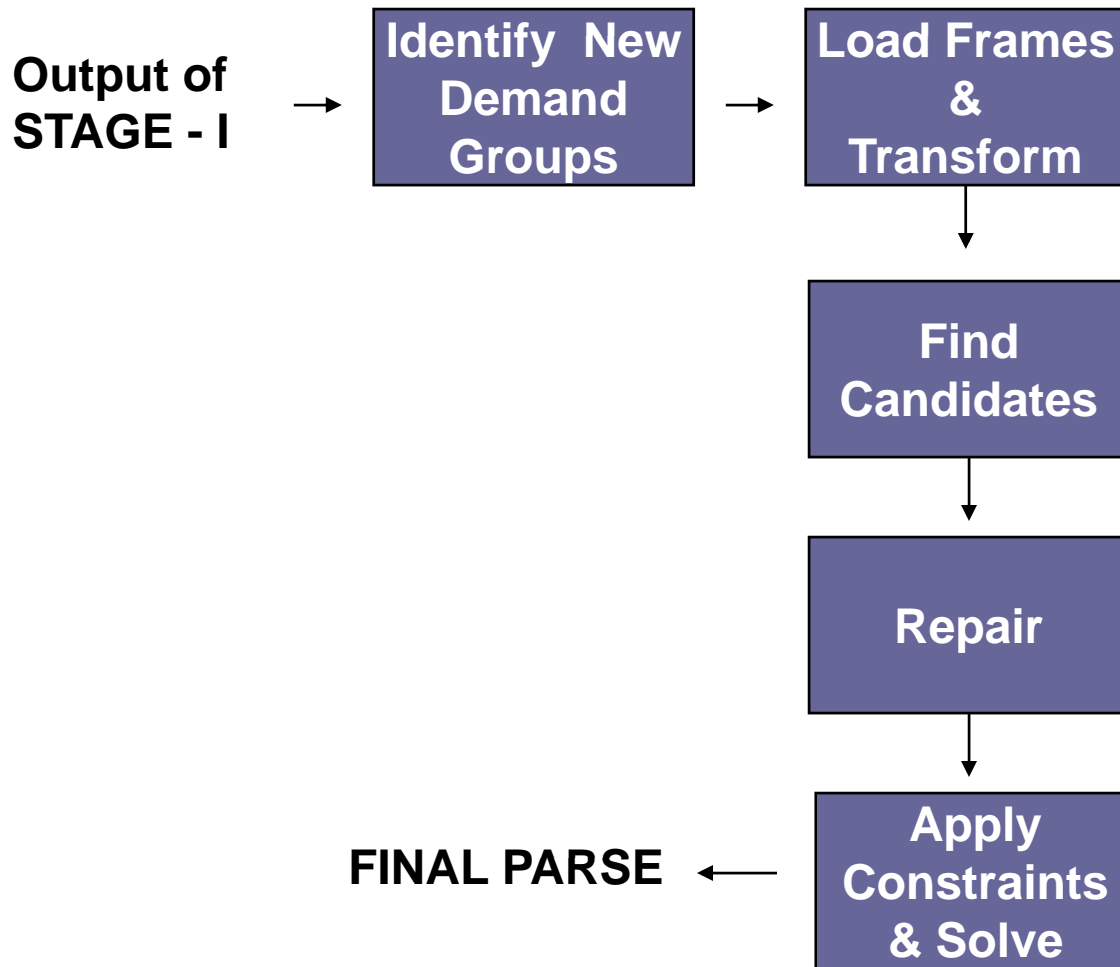 Output of
STAGE - I
Identify New
Demand
Groups
Load Frames
&
Transform
Find
Candidates
Repair
Apply
Constraints
& Solve
FINAL PARSE